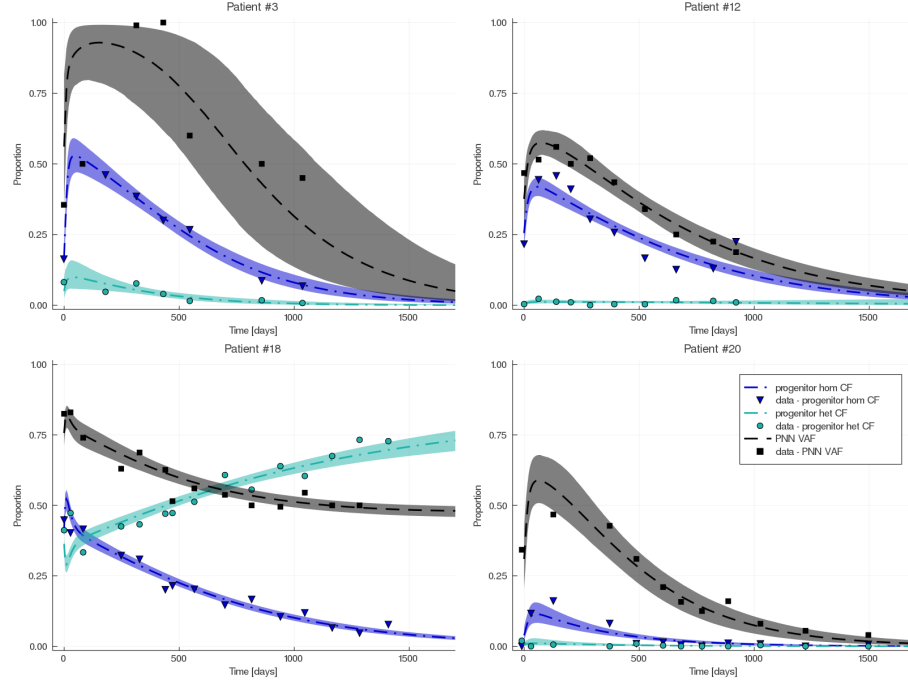 Patient #3
1.00
0.75
0.50
0.25
0.00
Proportion
0
500
1000
1500
Time [days]
Patient #12
1.00
0.75
0.50
0.25
0.00
Proportion
0
500
1000
1500
Time [days]
Patient #18
1.00
0.75
0.50
0.25
0.00
Proportion
0
500
1000
1500
Time [days]
Patient #20
1.00
0.75
0.50
0.25
0.00
Proportion
0
500
1000
1500
Time [days]
progenitor hom CF
data - progenitor hom CF
progenitor het CF
data - progenitor het CF
PNN VAF
data - PNN VAF